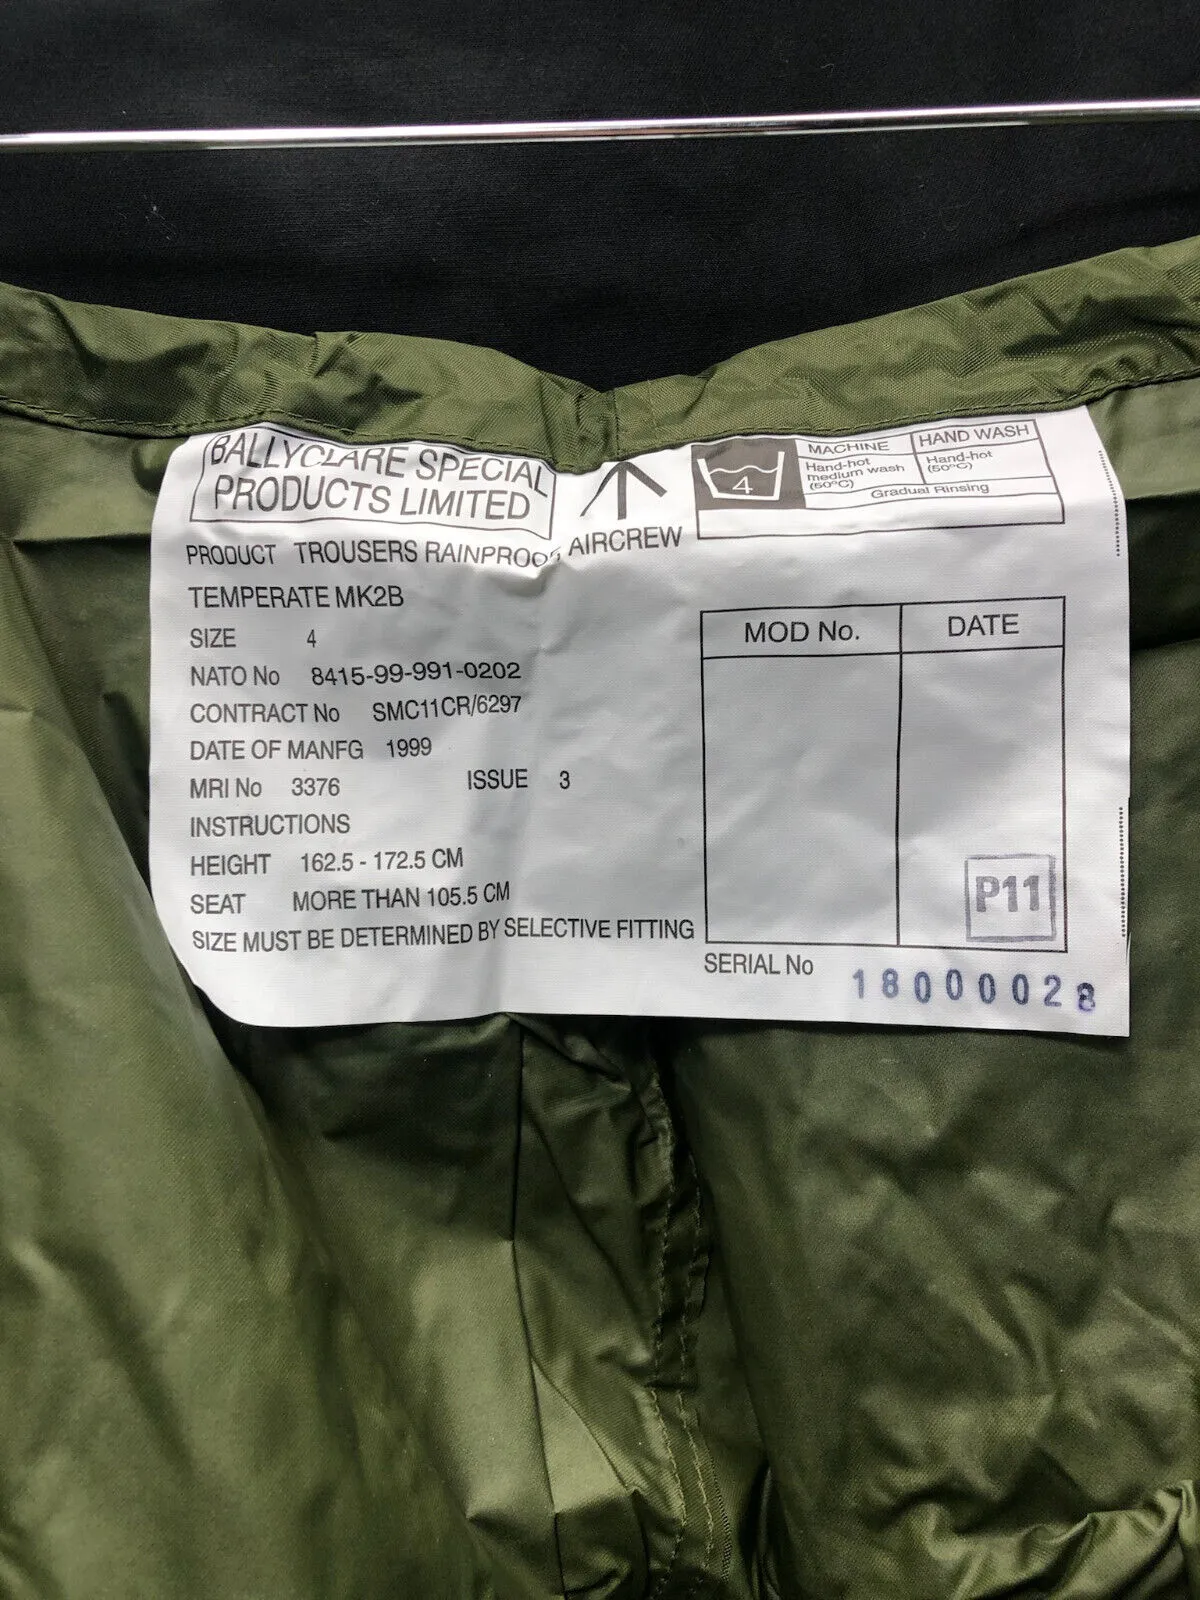 BALLYCLARE SPECIAL
PRODUCTS LIMITED
4
MACHINE
Hand-hot
medium wash
(50°C)
HAND WASH
Hand-hot
(50°C)
Gradual Rinsing
PRODUCT TROUSERS RAINPROOF AIRCREW
TEMPERATE MK2B
SIZE 4
NATO No 8415-99-991-0202
CONTRACT No SMC11CR/6297
DATE OF MANFG 1999
MRI No 3376 ISSUE 3
INSTRUCTIONS
HEIGHT 162.5 - 172.5 CM
SEAT MORE THAN 105.5 CM
SIZE MUST BE DETERMINED BY SELECTIVE FITTING
MOD No. DATE
P11
SERIAL No 18000028